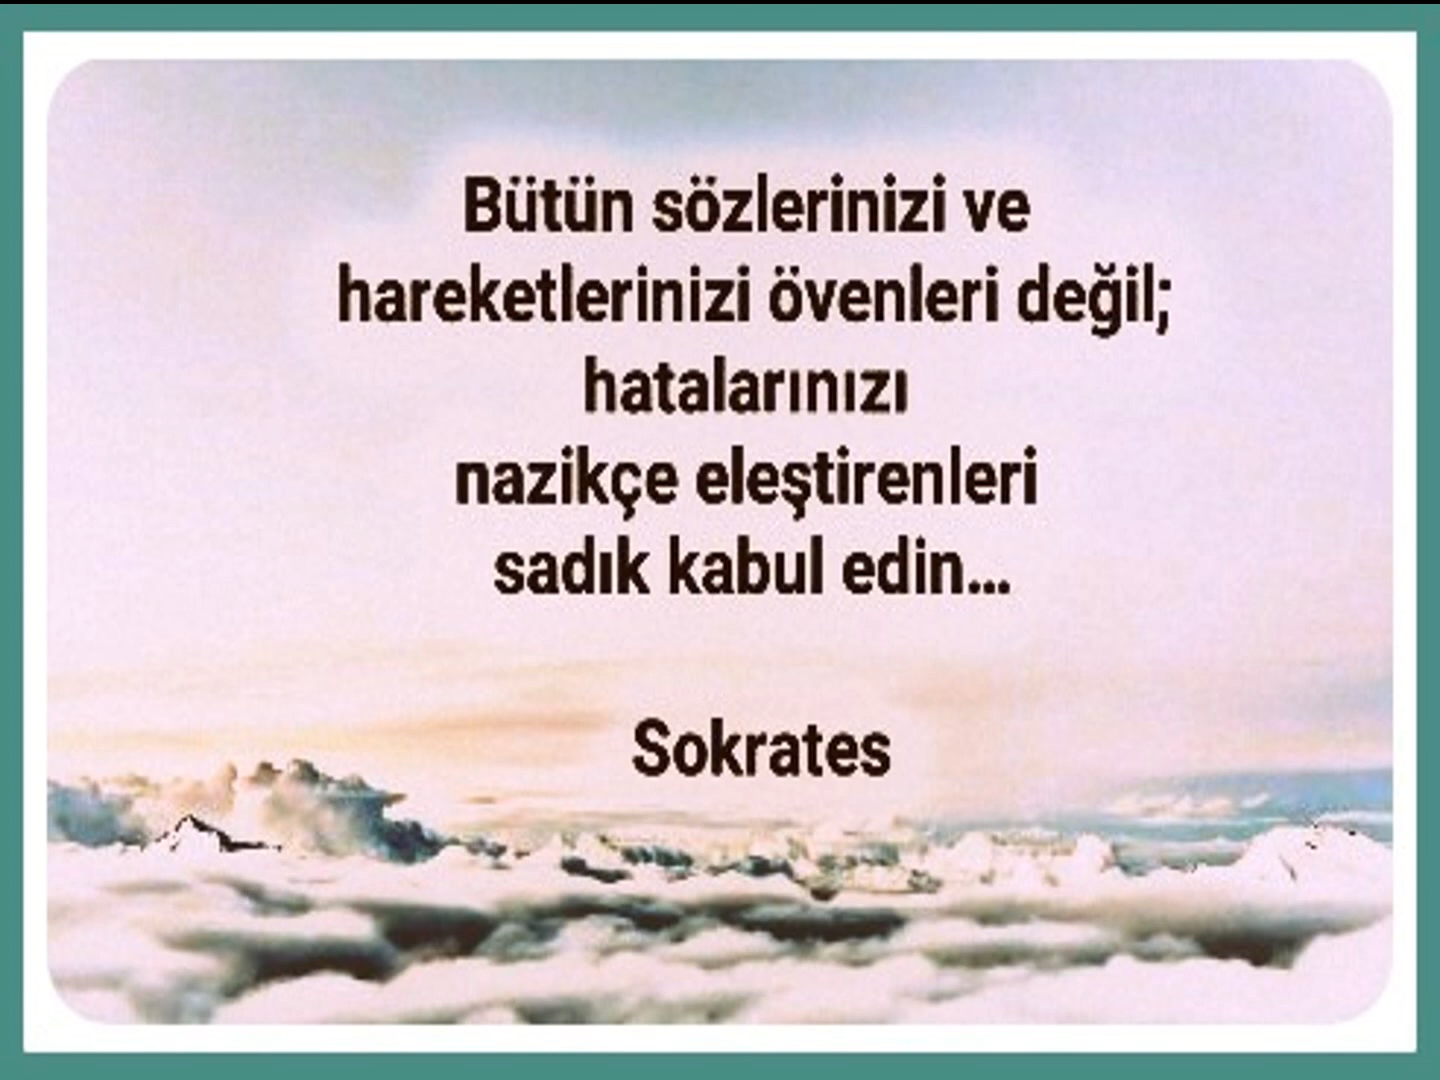 Bütün sözlerinizi ve
hareketlerinizi övenleri değil;
hatalarınızı
nazikçe eleştirenleri
sadık kabul edin...
Sokrates